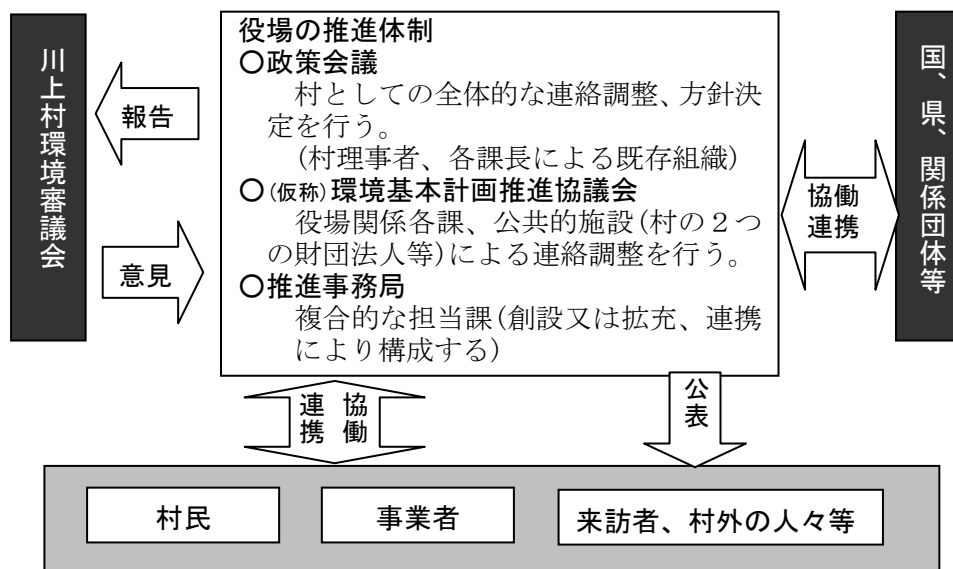 川上村環境審議会
報告
意見
役場の推進体制
○政策会議
村としての全体的な連絡調整、方針決
定を行う。
(村理事者、各課長による既存組織)
○(仮称)環境基本計画推進協議会
役場関係各課、公共的施設(村の２つ
の財団法人等)による連絡調整を行う。
○推進事務局
複合的な担当課(創設又は拡充、連携
により構成する)
協働
連携
国、県、関係団体等
協働
連携
公表
村民
事業者
来訪者、村外の人々等